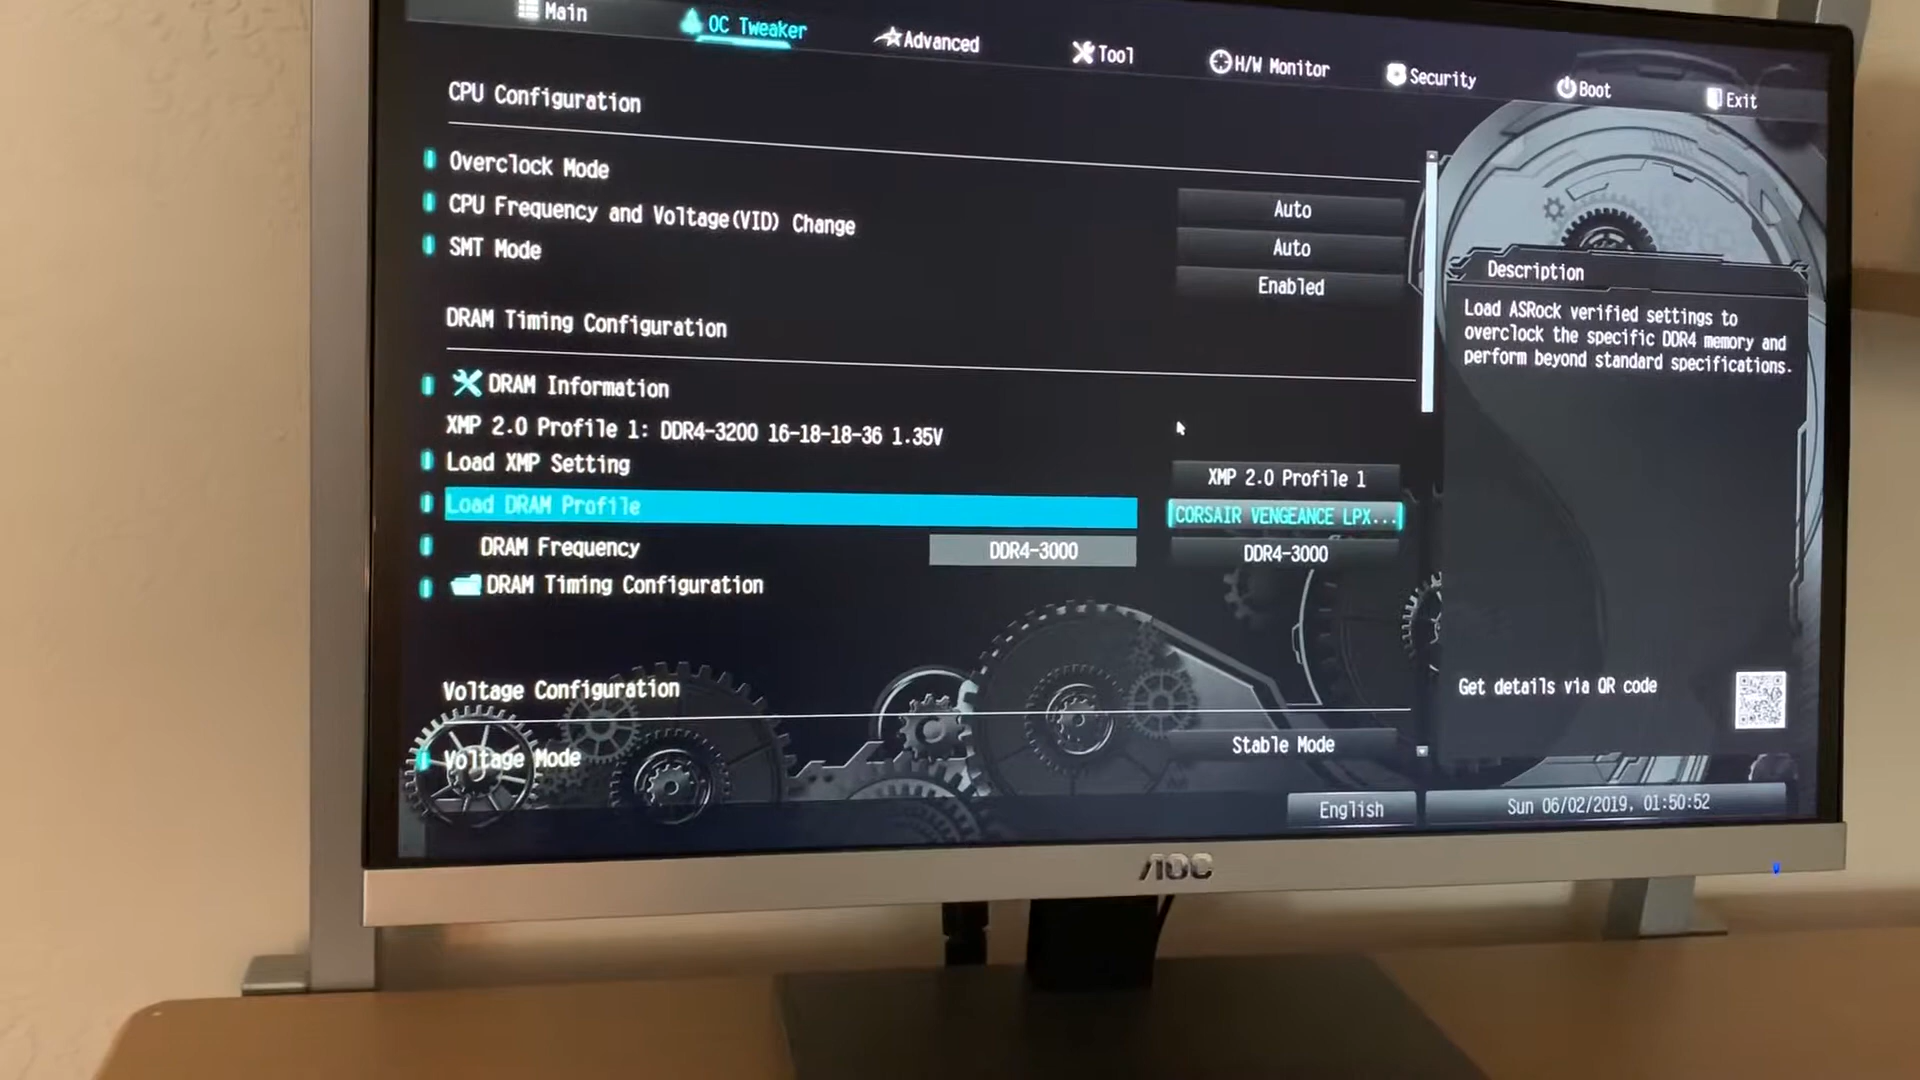 Main
OC Tweaker
Advanced
Tool
H/W Monitor
Security
Boot
Exit
CPU Configuration
Overclock Mode
Auto
CPU Frequency and Voltage(VID) Change
Auto
SMT Mode
Enabled
DRAM Timing Configuration
DRAM Information
XMP 2.0 Profile 1: DDR4-3200 16-18-18-36 1.35V
Load XMP Setting
XMP 2.0 Profile 1
Load DRAM Profile
CORSAIR VENGEANCE LPX...
DRAM Frequency
DDR4-3000
DDR4-3000
DRAM Timing Configuration
Voltage Configuration
Voltage Mode
Stable Mode
Description
Load ASRock verified settings to
overclock the specific DDR4 memory and
perform beyond standard specifications.
Get details via QR code
English
Sun 06/02/2019, 01:50:52
AOC